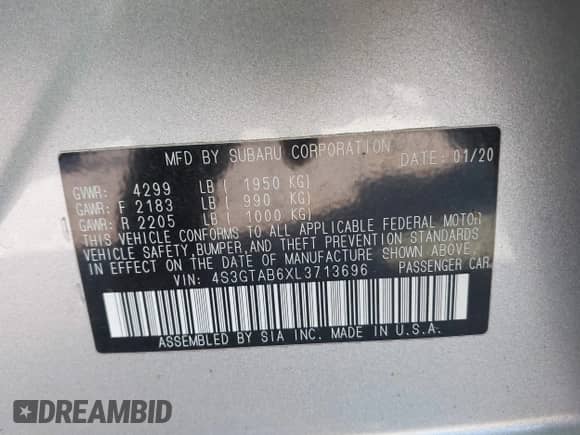 MFD BY SUBARU CORPORATION DATE: 01/20
GVWR: 4299 LB ( 1950 KG)
GAWR: F 2183 LB ( 990 KG)
GAWR: R 2205 LB ( 1000 KG)
THIS VEHICLE CONFORMS TO ALL APPLICABLE FEDERAL MOTOR
VEHICLE SAFETY, BUMPER, AND THEFT PREVENTION STANDARDS
IN EFFECT ON THE DATE OF MANUFACTURE SHOWN ABOVE.
VIN: 4S3GTAB6XL3713696 PASSENGER CAR
ASSEMBLED BY SIA INC. MADE IN U.S.A.
DREAMBID